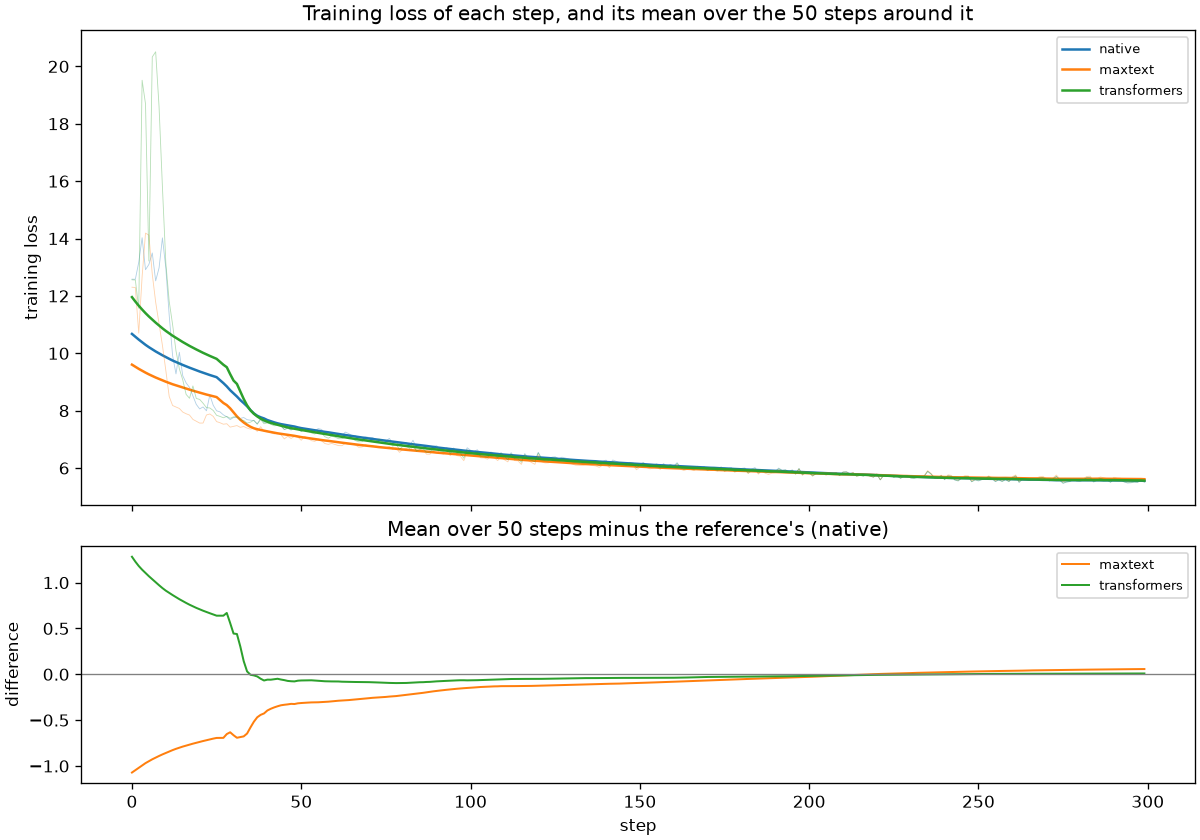 Training loss of each step, and its mean over the 50 steps around it
training loss
20
18
16
14
12
10
8
6
native
maxtext
transformers
Mean over 50 steps minus the reference's (native)
difference
1.0
0.5
0.0
−0.5
−1.0
maxtext
transformers
0
50
100
150
200
250
300
step